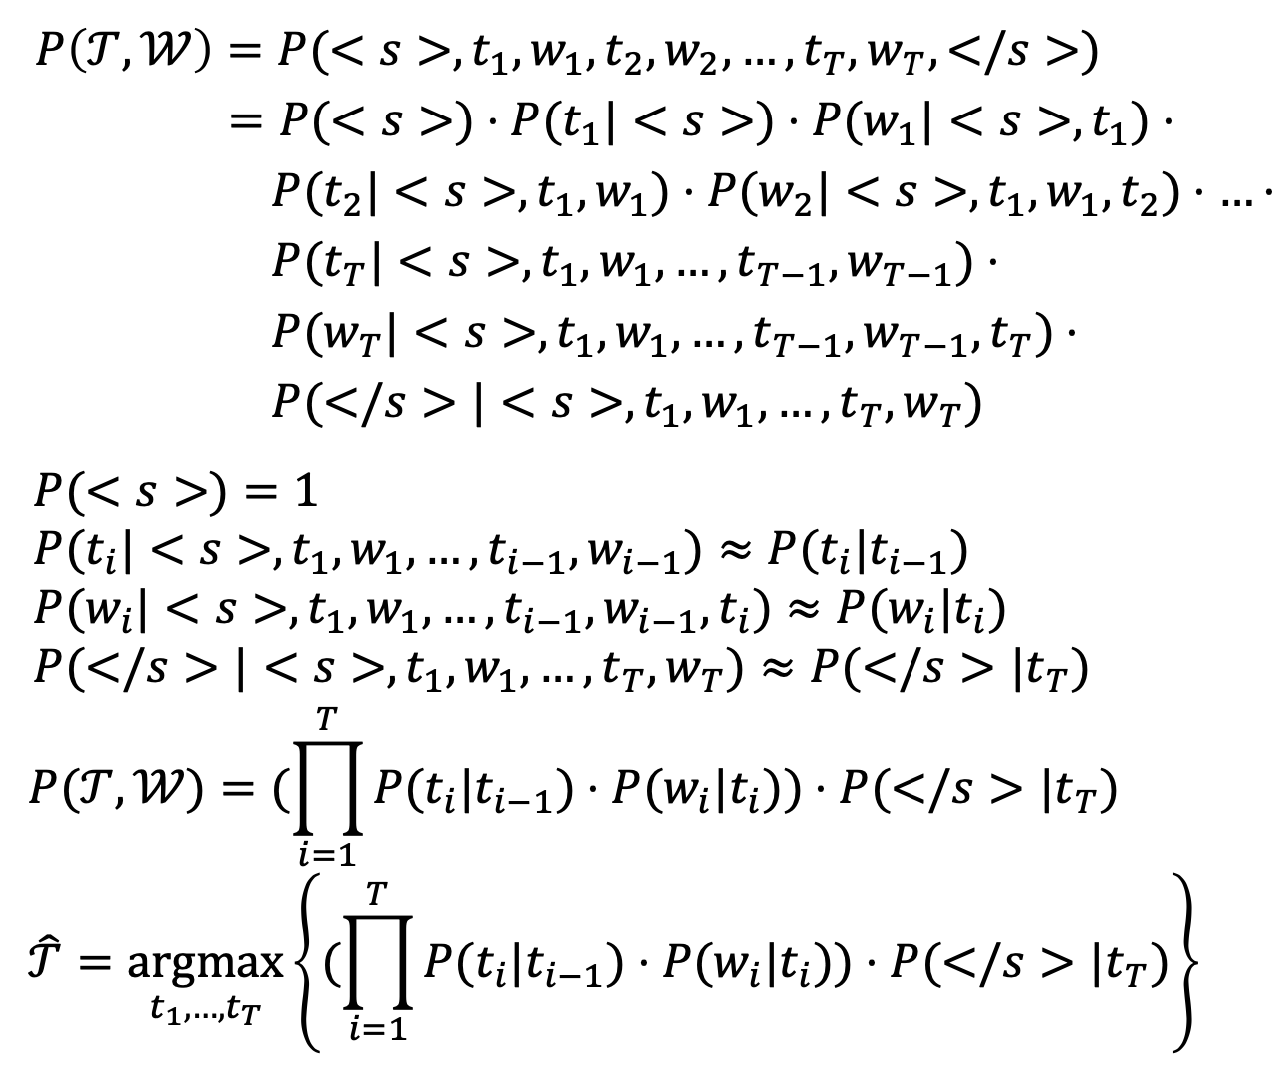 P(𝒯, 𝒲) = P(< s >, t₁, w₁, t₂, w₂, … , t_T, w_T, </s >)
= P(< s >) · P(t₁| < s >) · P(w₁| < s >, t₁) ·
P(t₂| < s >, t₁, w₁) · P(w₂| < s >, t₁, w₁, t₂) · … ·
P(t_T| < s >, t₁, w₁, … , t_{T−1}, w_{T−1}) ·
P(w_T| < s >, t₁, w₁, … , t_{T−1}, w_{T−1}, t_T) ·
P(</s > | < s >, t₁, w₁, … , t_T, w_T)
P(< s >) = 1
P(t_i| < s >, t₁, w₁, … , t_{i−1}, w_{i−1}) ≈ P(t_i|t_{i−1})
P(w_i| < s >, t₁, w₁, … , t_{i−1}, w_{i−1}, t_i) ≈ P(w_i|t_i)
P(</s > | < s >, t₁, w₁, … , t_T, w_T) ≈ P(</s > |t_T)
P(𝒯, 𝒲) = (∏_{i=1}^{T} P(t_i|t_{i−1}) · P(w_i|t_i)) · P(</s > |t_T)
𝒯̂ = argmax_{t₁,…,t_T} {(∏_{i=1}^{T} P(t_i|t_{i−1}) · P(w_i|t_i)) · P(</s > |t_T)}